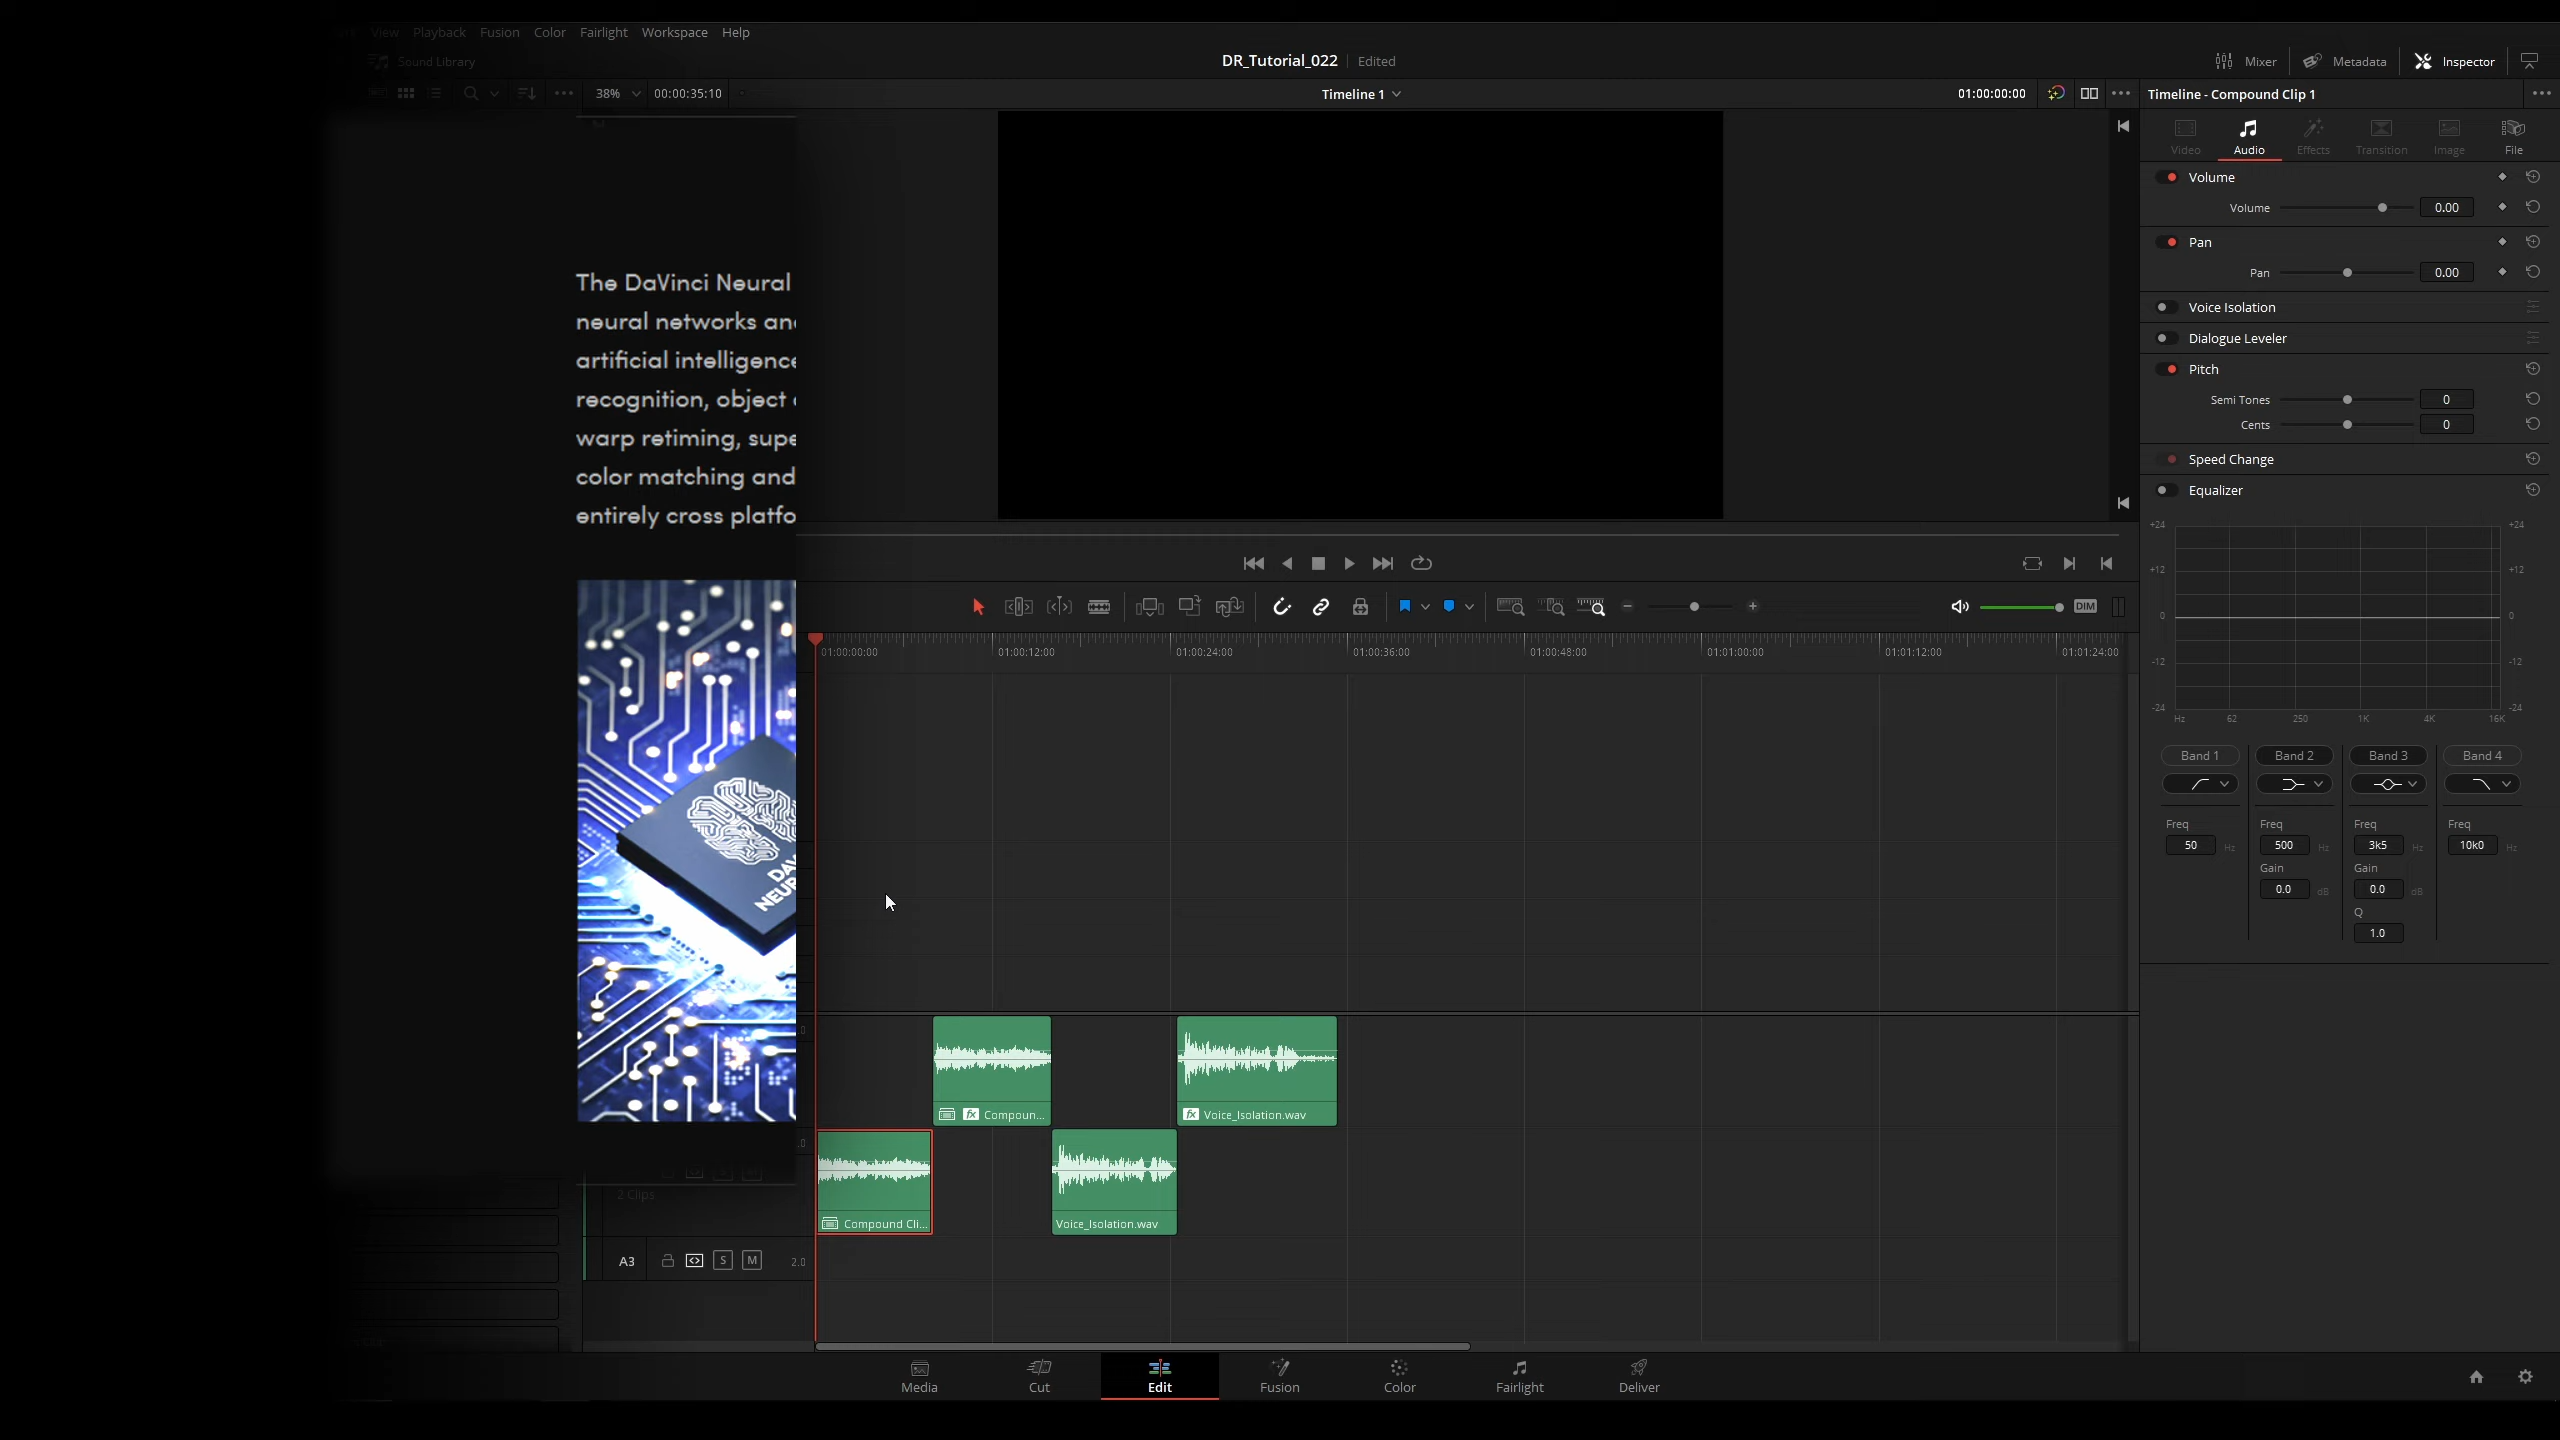 View Playback Fusion Color Fairlight Workspace Help
Sound Library
DR_Tutorial_022 Edited
Mixer Metadata Inspector
38% 00:00:35:10 Timeline 1 01:00:00:00
Timeline - Compound Clip 1
Video Audio Effects Transition Image File
Volume
Volume 0.00
Pan
Pan 0.00
Voice Isolation
Dialogue Leveler
Pitch
Semi Tones 0
Cents 0
Speed Change
Equalizer
+24 +24
+12 +12
0 0
-12 -12
-24 -24
Hz 62 250 1K 4K 16K
Band 1 Band 2 Band 3 Band 4
Freq Freq Freq Freq
50 Hz 500 Hz 3k5 Hz 10k0 Hz
Gain Gain
0.0 dB 0.0 dB
Q
1.0
The DaVinci Neural
neural networks an
artificial intelligence
recognition, object
warp retiming, supe
color matching and
entirely cross platfo
DA
NEUR
DIM
01:00:00:00 01:00:12:00 01:00:24:00 01:00:36:00 01:00:48:00 01:01:00:00 01:01:12:00 01:01:24:00
fx Compoun...
fx Voice_Isolation.wav
Compound Cli...
Voice_Isolation.wav
2 Clips
A3 S M 2.0
Media Cut Edit Fusion Color Fairlight Deliver